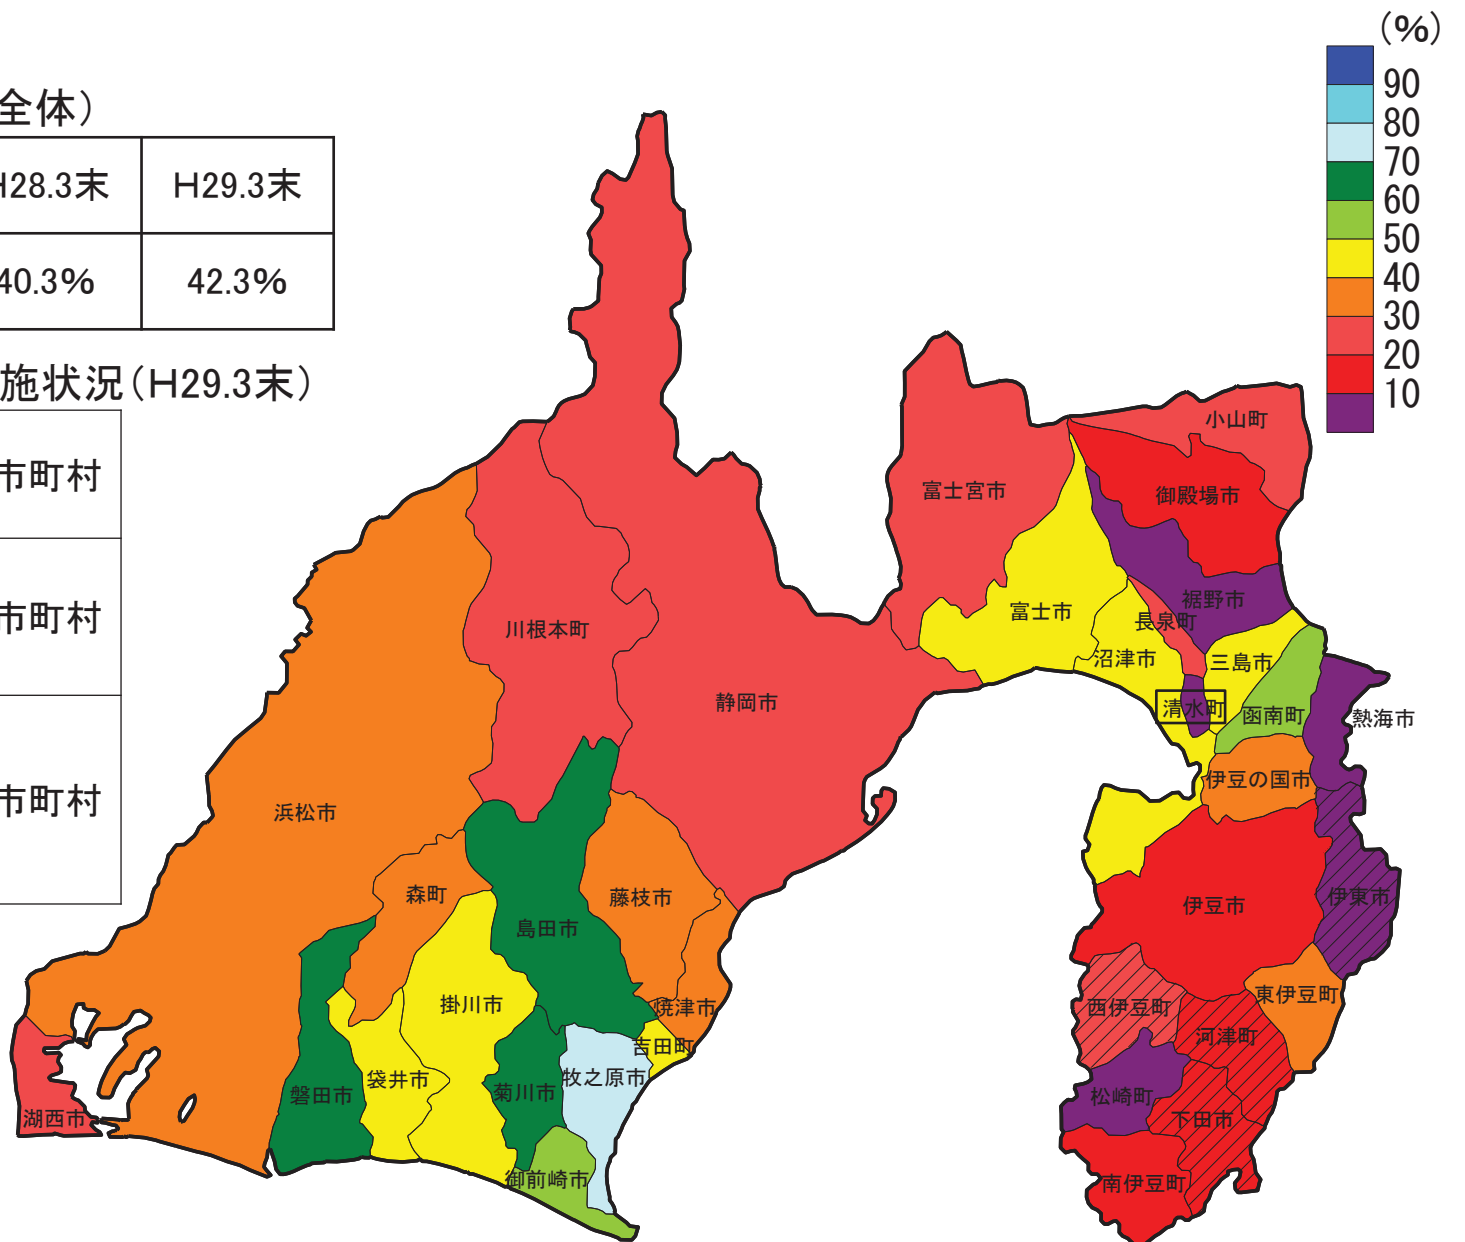 (%)
90
80
70
60
50
40
30
20
10
全体)
H28.3末 H29.3末
40.3% 42.3%
施状況(H29.3末)
市町村
市町村
市町村
小山町
御殿場市
富士宮市
裾野市
富士市
長泉町
川根本町
沼津市
三島市
静岡市
清水町
函南町
熱海市
伊豆の国市
浜松市
森町
藤枝市
伊豆市
伊東市
島田市
東伊豆町
掛川市
焼津市
西伊豆町
河津町
吉田町
袋井市
牧之原市
磐田市
菊川市
松崎町
湖西市
下田市
御前崎市
南伊豆町